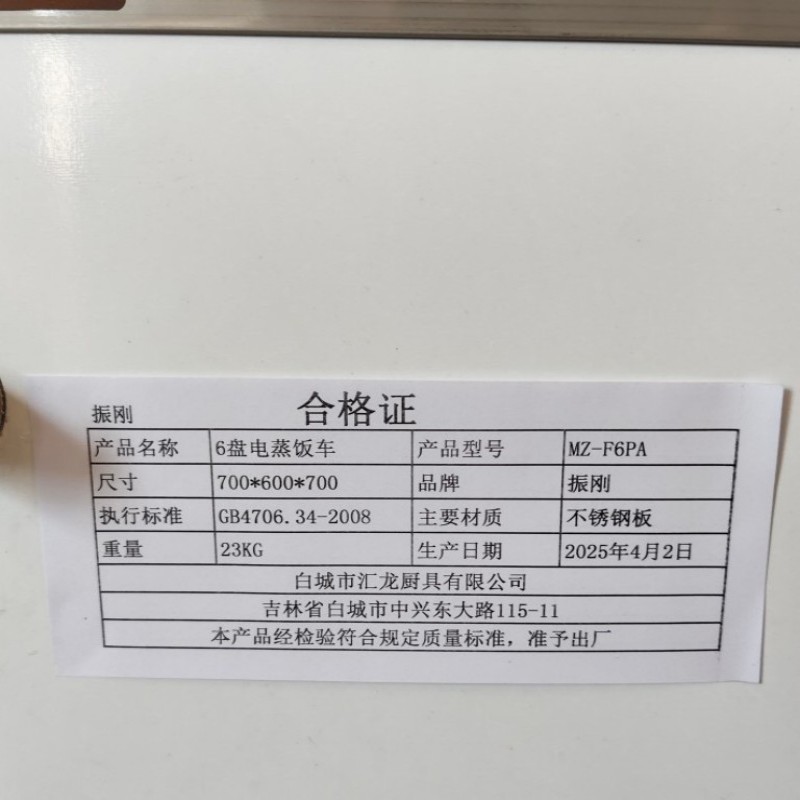 振刚
合格证
产品名称 6盘电蒸饭车 产品型号 MZ-F6PA
尺寸 700*600*700 品牌 振刚
执行标准 GB4706.34-2008 主要材质 不锈钢板
重量 23KG 生产日期 2025年4月2日
白城市汇龙厨具有限公司
吉林省白城市中兴东大路115-11
本产品经检验符合规定质量标准，准予出厂